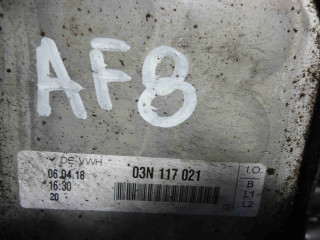 AF8
DE VWH
06.04.18 03N 117 021 I.O.
16:30 B
20 L1
L2